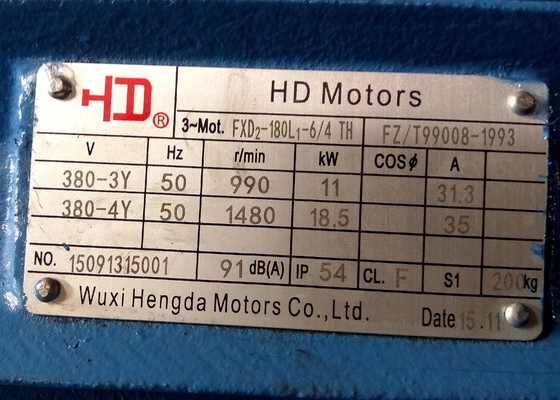 HD ® HD Motors
3~Mot. FXD2-180L1-6/4 TH FZ/T99008-1993
V Hz r/min kW COSϕ A
380-3Y 50 990 11 31.3
380-4Y 50 1480 18.5 35
NO. 15091315001 91 dB(A) IP 54 CL. F S1 200kg
Wuxi Hengda Motors Co.,Ltd. Date 15.11